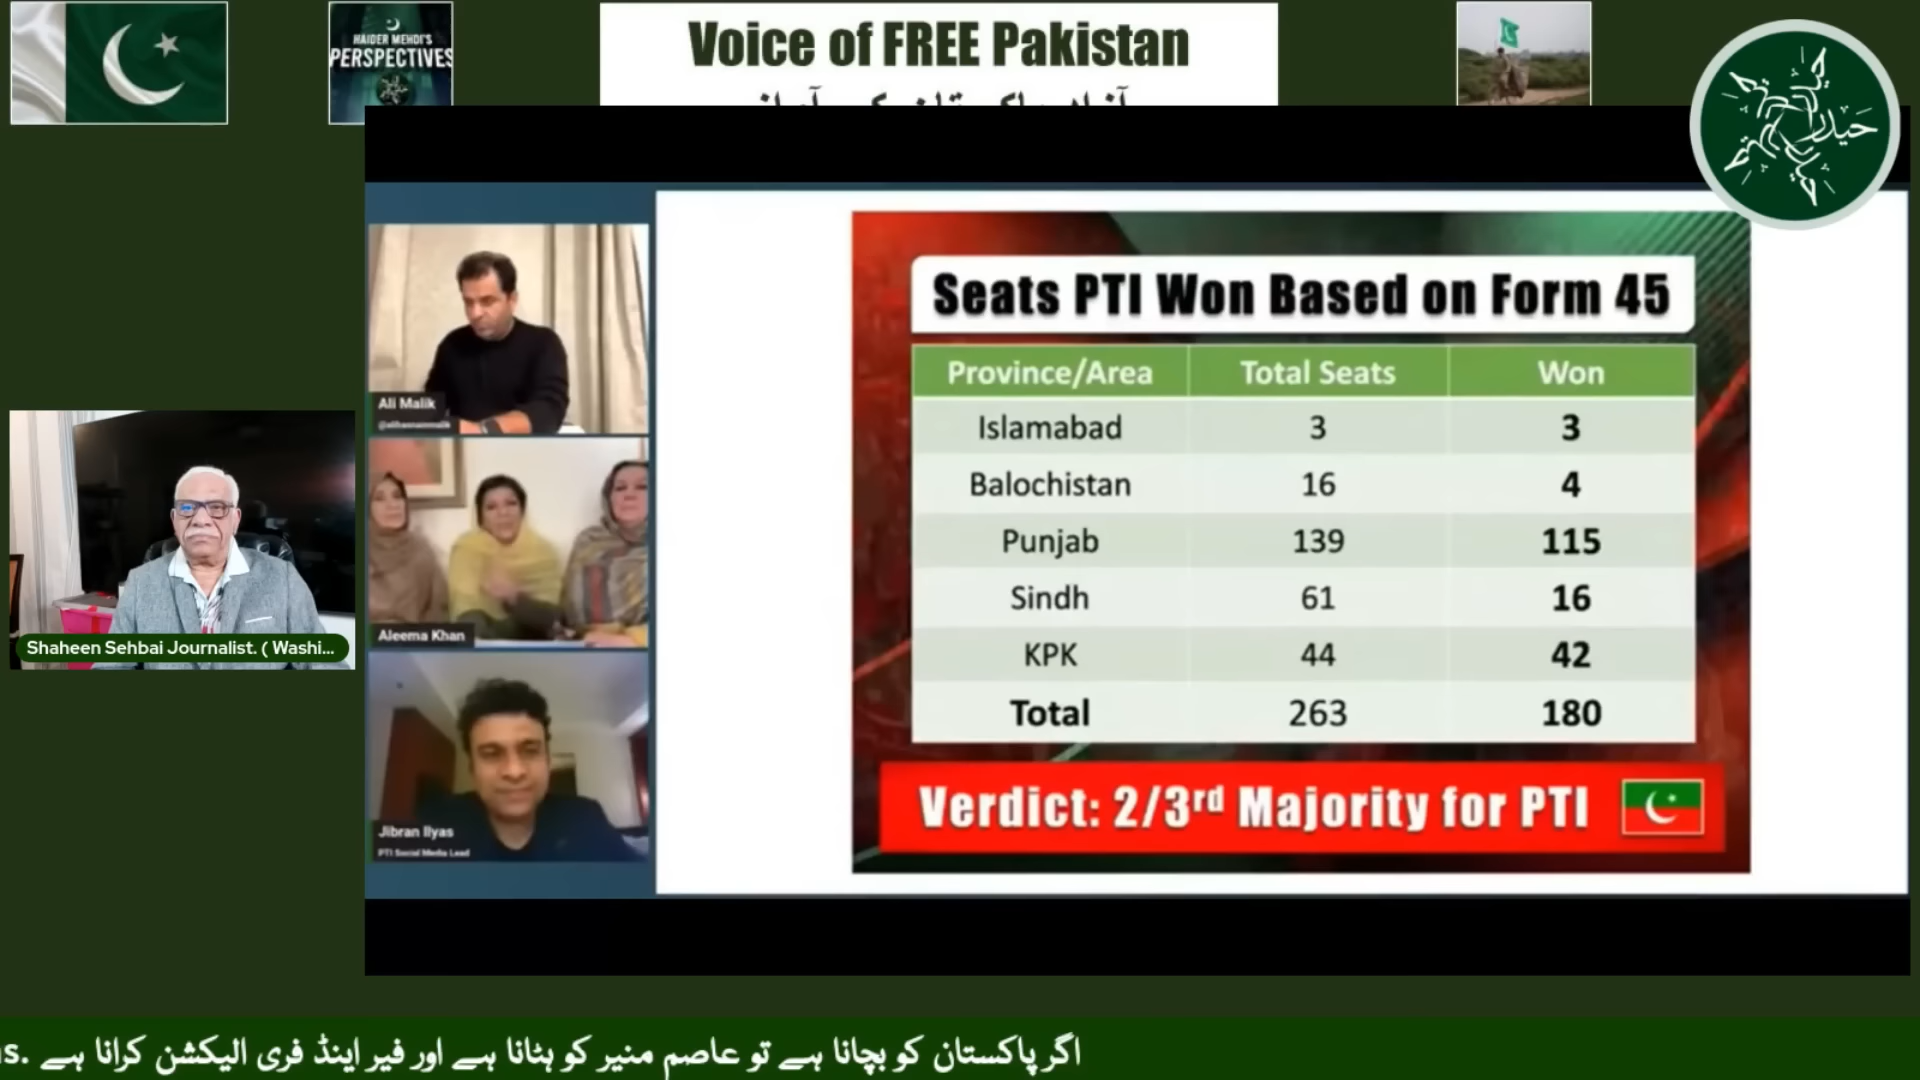 HAIDER MEHDI'S
PERSPECTIVES
Voice of FREE Pakistan
حیدر
Ali Malik
Aleema Khan
Jibran Ilyas
PTI Social Media Lead
Shaheen Sehbai Journalist. ( Washi...
Seats PTI Won Based on Form 45
Province/Area Total Seats Won
Islamabad 3 3
Balochistan 16 4
Punjab 139 115
Sindh 61 16
KPK 44 42
Total 263 180
Verdict: 2/3rd Majority for PTI
اگر پاکستان کو بچانا ہے تو عاصم منیر کو ہٹانا ہے اور فیر اینڈ فری الیکشن کرانا ہے